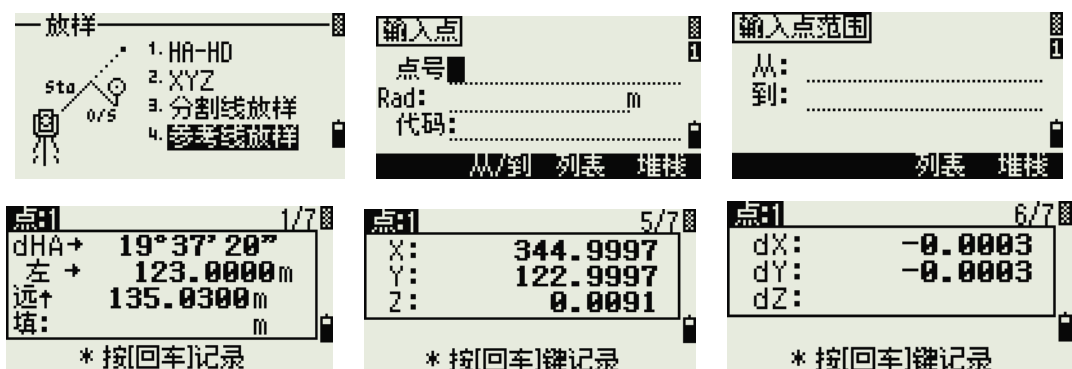 放样
1. HA-HD
2. XYZ
3. 分割线放样
4. 参考线放样
Sta
O/S
输入点
1
点号
Rad: m
代码:
从/到 列表 堆栈
输入点范围
1
从:
到:
列表 堆栈
点:1 1/7
dHA→ 19°37'20"
左 → 123.0000m
远↑ 135.0300m
填: m
* 按[回车]记录
点:1 5/7
X: 344.9997
Y: 122.9997
Z: 0.0091
* 按[回车]键记录
点:1 6/7
dX: -0.0003
dY: -0.0003
dZ:
* 按[回车]键记录